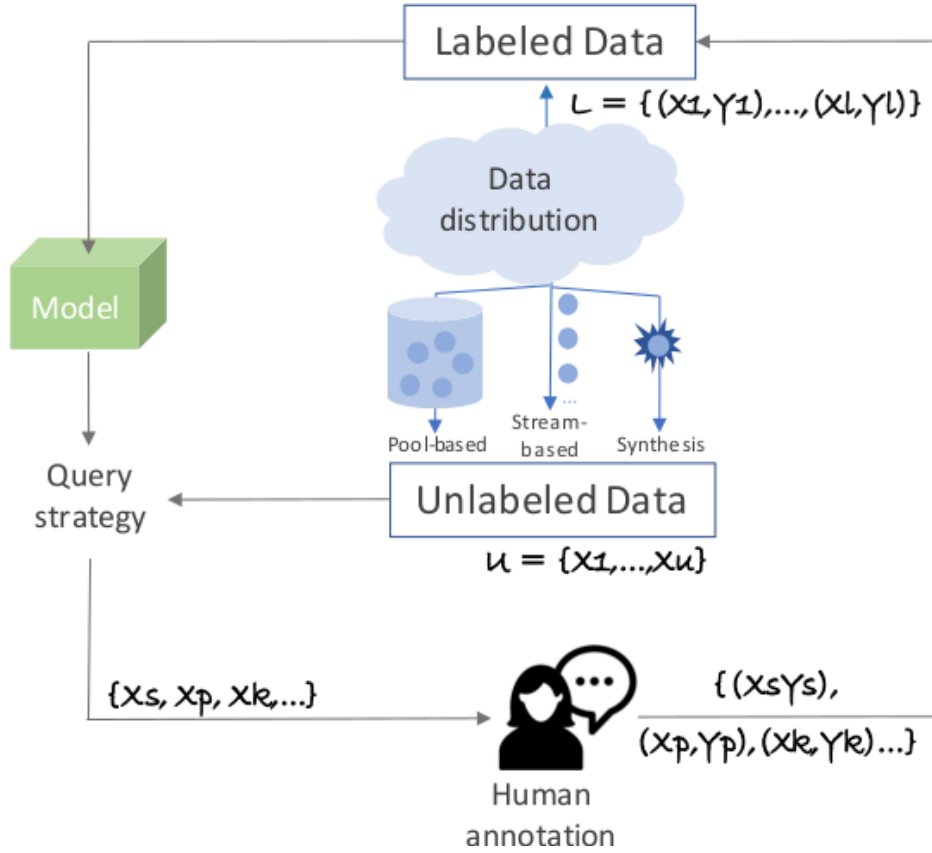 Labeled Data
L = {(X1,Y1),...,(Xl,Yl)}
Data
distribution
Model
Pool-based
Stream-
based
Synthesis
...
Query
strategy
Unlabeled Data
u = {X1,...,Xu}
{Xs, Xp, Xk,...}
{(XsYs),
(Xp,Yp),(Xk,Yk)...}
Human
annotation